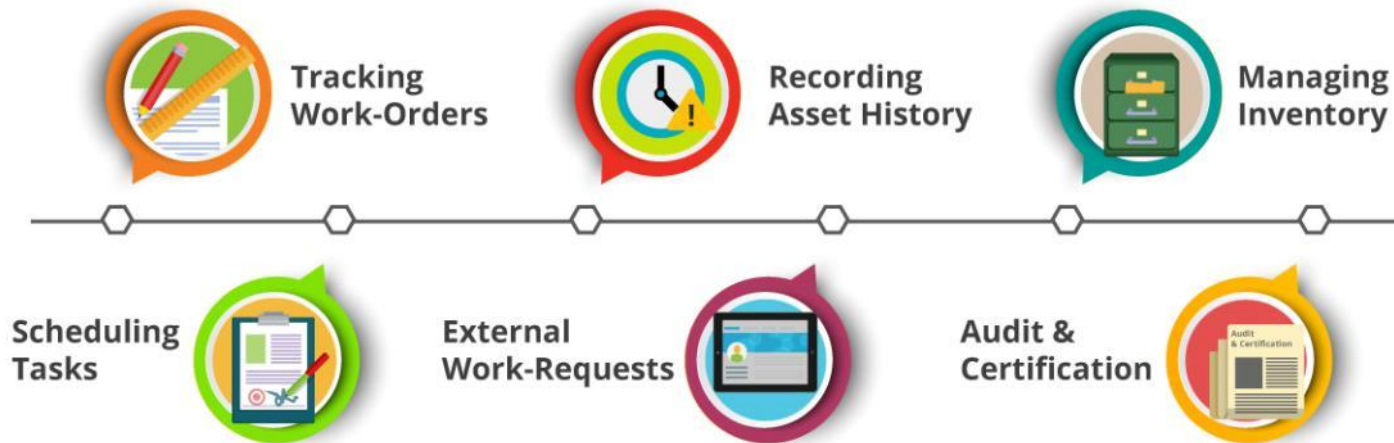 Tracking
Work-Orders
Recording
Asset History
!
Managing
Inventory
Scheduling
Tasks
External
Work-Requests
Audit &
Certification
Audit
& Certification